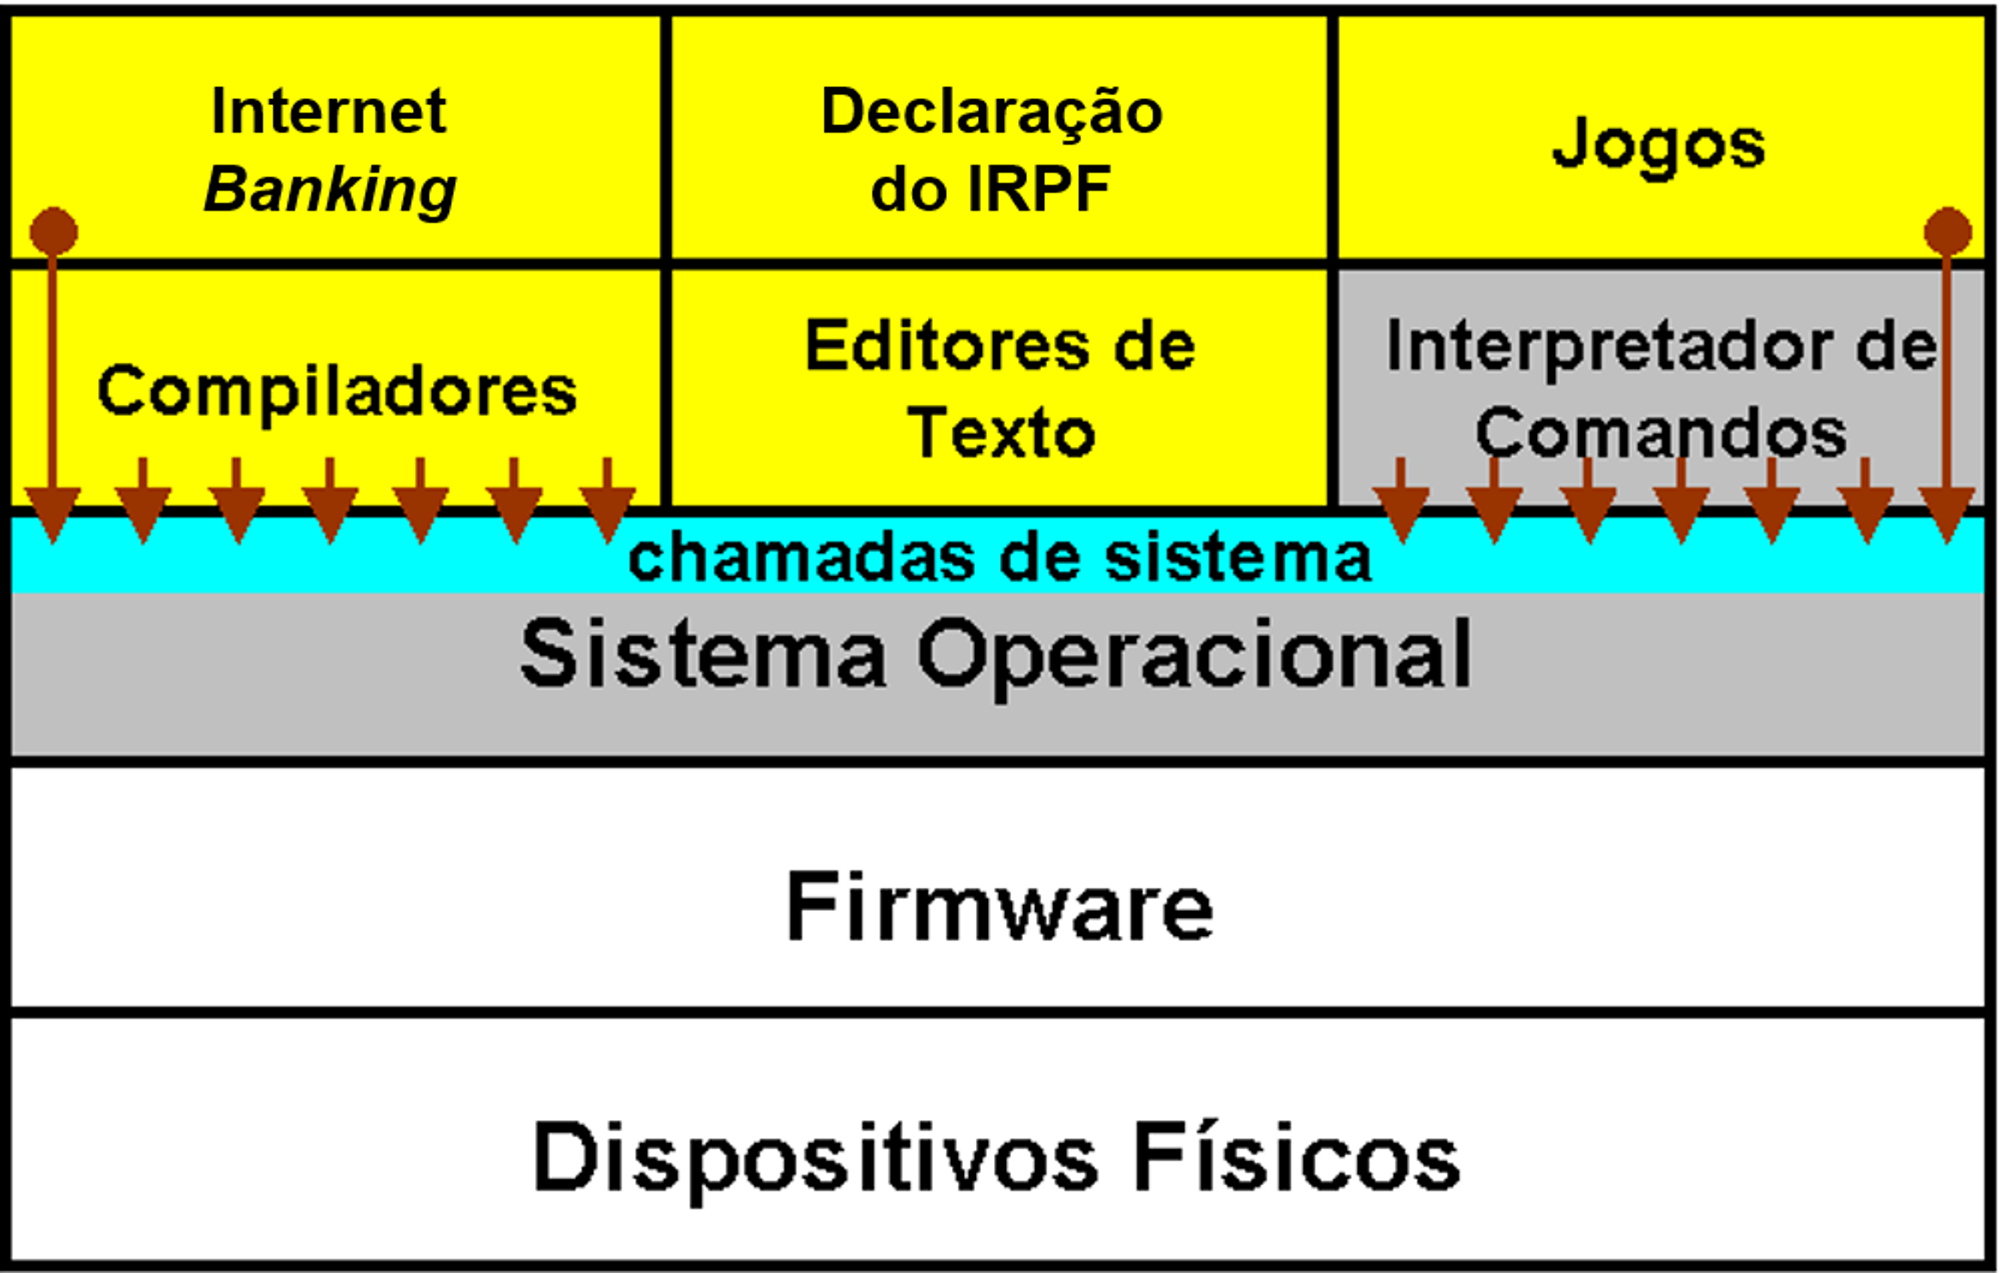 Internet
Banking
Declaração
do IRPF
Jogos
Compiladores
Editores de
Texto
Interpretador de
Comandos
chamadas de sistema
Sistema Operacional
Firmware
Dispositivos Físicos